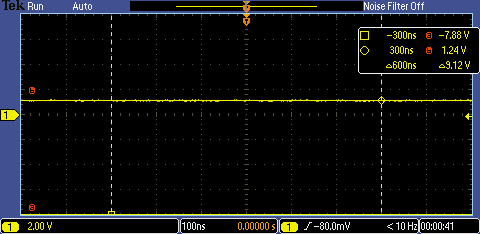 Tek Run Auto Noise Filter Off
T
−300ns B −7.88 V
300ns B 1.24 V
△600ns △9.12 V
B
1
B
1 2.00 V 100ns 0.00000 s 1 ∫ −80.0mV < 10 Hz 00:00:41